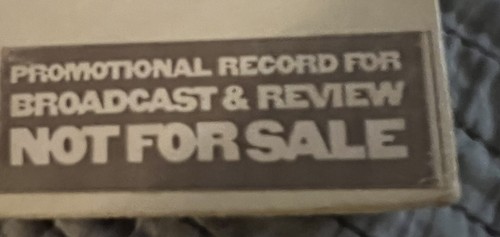 PROMOTIONAL RECORD FOR
BROADCAST & REVIEW
NOT FOR SALE